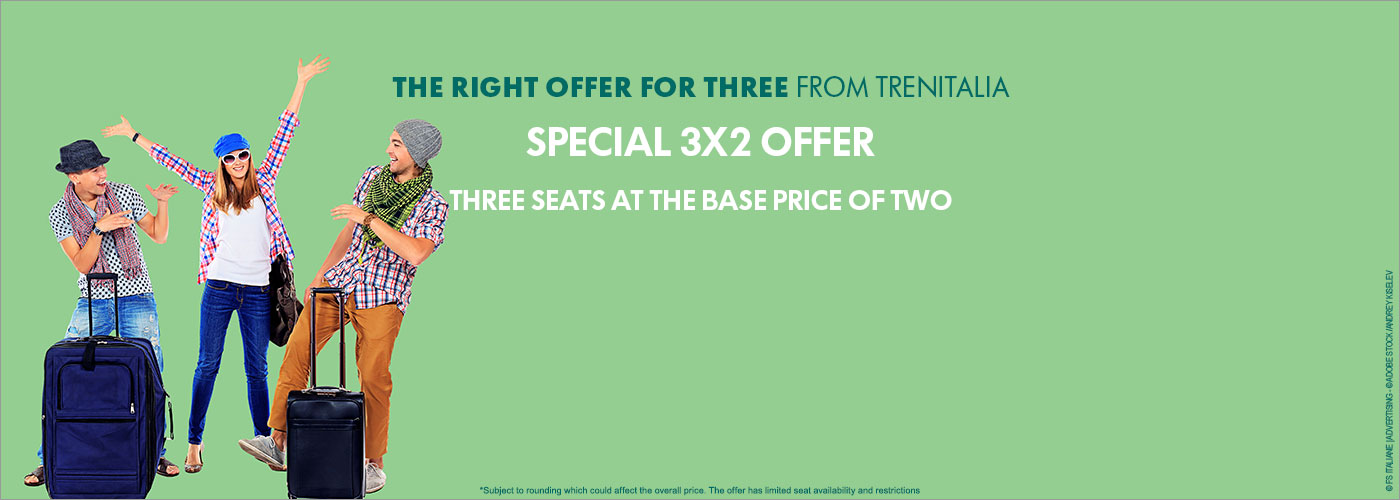 THE RIGHT OFFER FOR THREE FROM TRENITALIA
SPECIAL 3X2 OFFER
THREE SEATS AT THE BASE PRICE OF TWO
*Subject to rounding which could affect the overall price. The offer has limited seat availability and restrictions
© FS ITALIANE | ADVERTISING - © ADOBE STOCK /ANDREY KISELEV